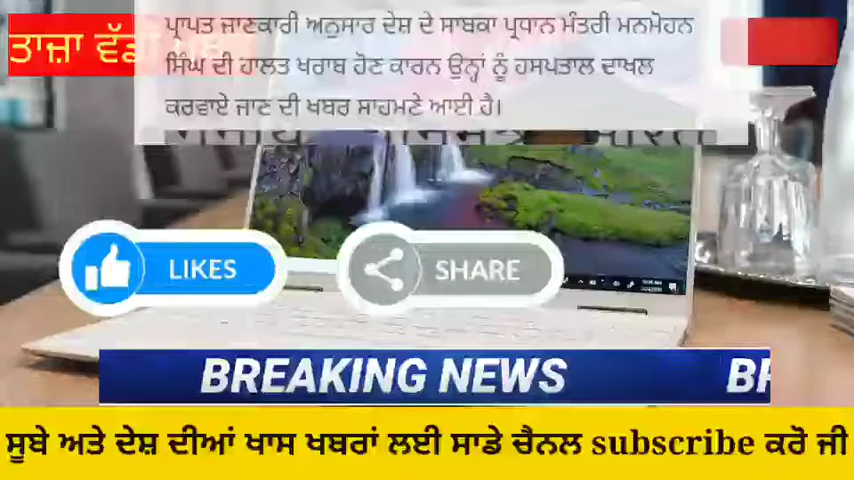 ਪ੍ਰਾਪਤ ਜਾਣਕਾਰੀ ਅਨੁਸਾਰ ਦੇਸ਼ ਦੇ ਸਾਬਕਾ ਪ੍ਰਧਾਨ ਮੰਤਰੀ ਮਨਮੋਹਨ
ਤਾਜ਼ਾ ਵੱਡੀ
ਸਿੰਘ ਦੀ ਹਾਲਤ ਖਰਾਬ ਹੋਣ ਕਾਰਨ ਉਨ੍ਹਾਂ ਨੂੰ ਹਸਪਤਾਲ ਦਾਖਲ
ਕਰਵਾਏ ਜਾਣ ਦੀ ਖਬਰ ਸਾਹਮਣੇ ਆਈ ਹੈ।
LIKES
SHARE
BREAKING NEWS
ਸੂਬੇ ਅਤੇ ਦੇਸ਼ ਦੀਆਂ ਖਾਸ ਖਬਰਾਂ ਲਈ ਸਾਡੇ ਚੈਨਲ subscribe ਕਰੋ ਜੀ